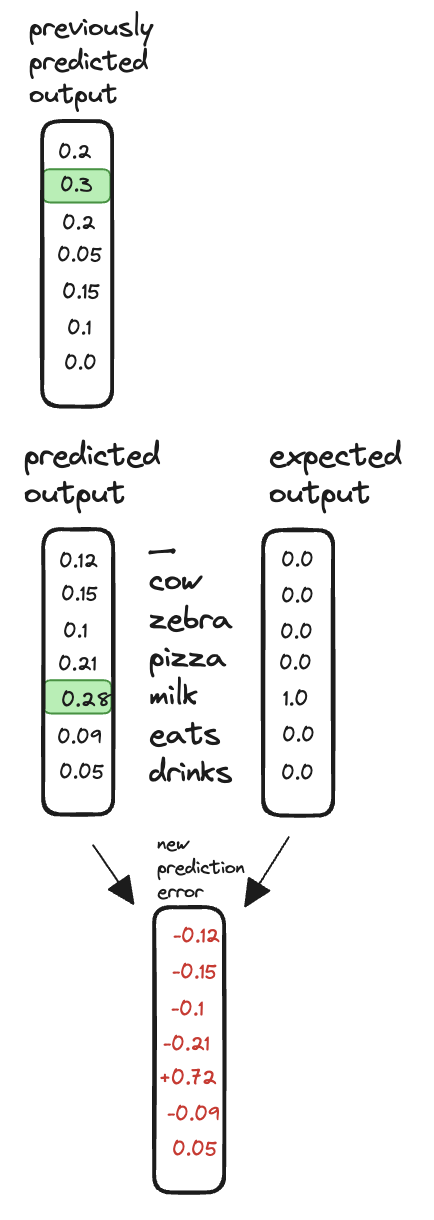 previously
predicted
output
0.2
0.3
0.2
0.05
0.15
0.1
0.0
predicted
output
expected
output
0.12 — 0.0
0.15 cow 0.0
0.1 zebra 0.0
0.21 pizza 0.0
0.28 milk 1.0
0.09 eats 0.0
0.05 drinks 0.0
new
prediction
error
-0.12
-0.15
-0.1
-0.21
+0.72
-0.09
0.05